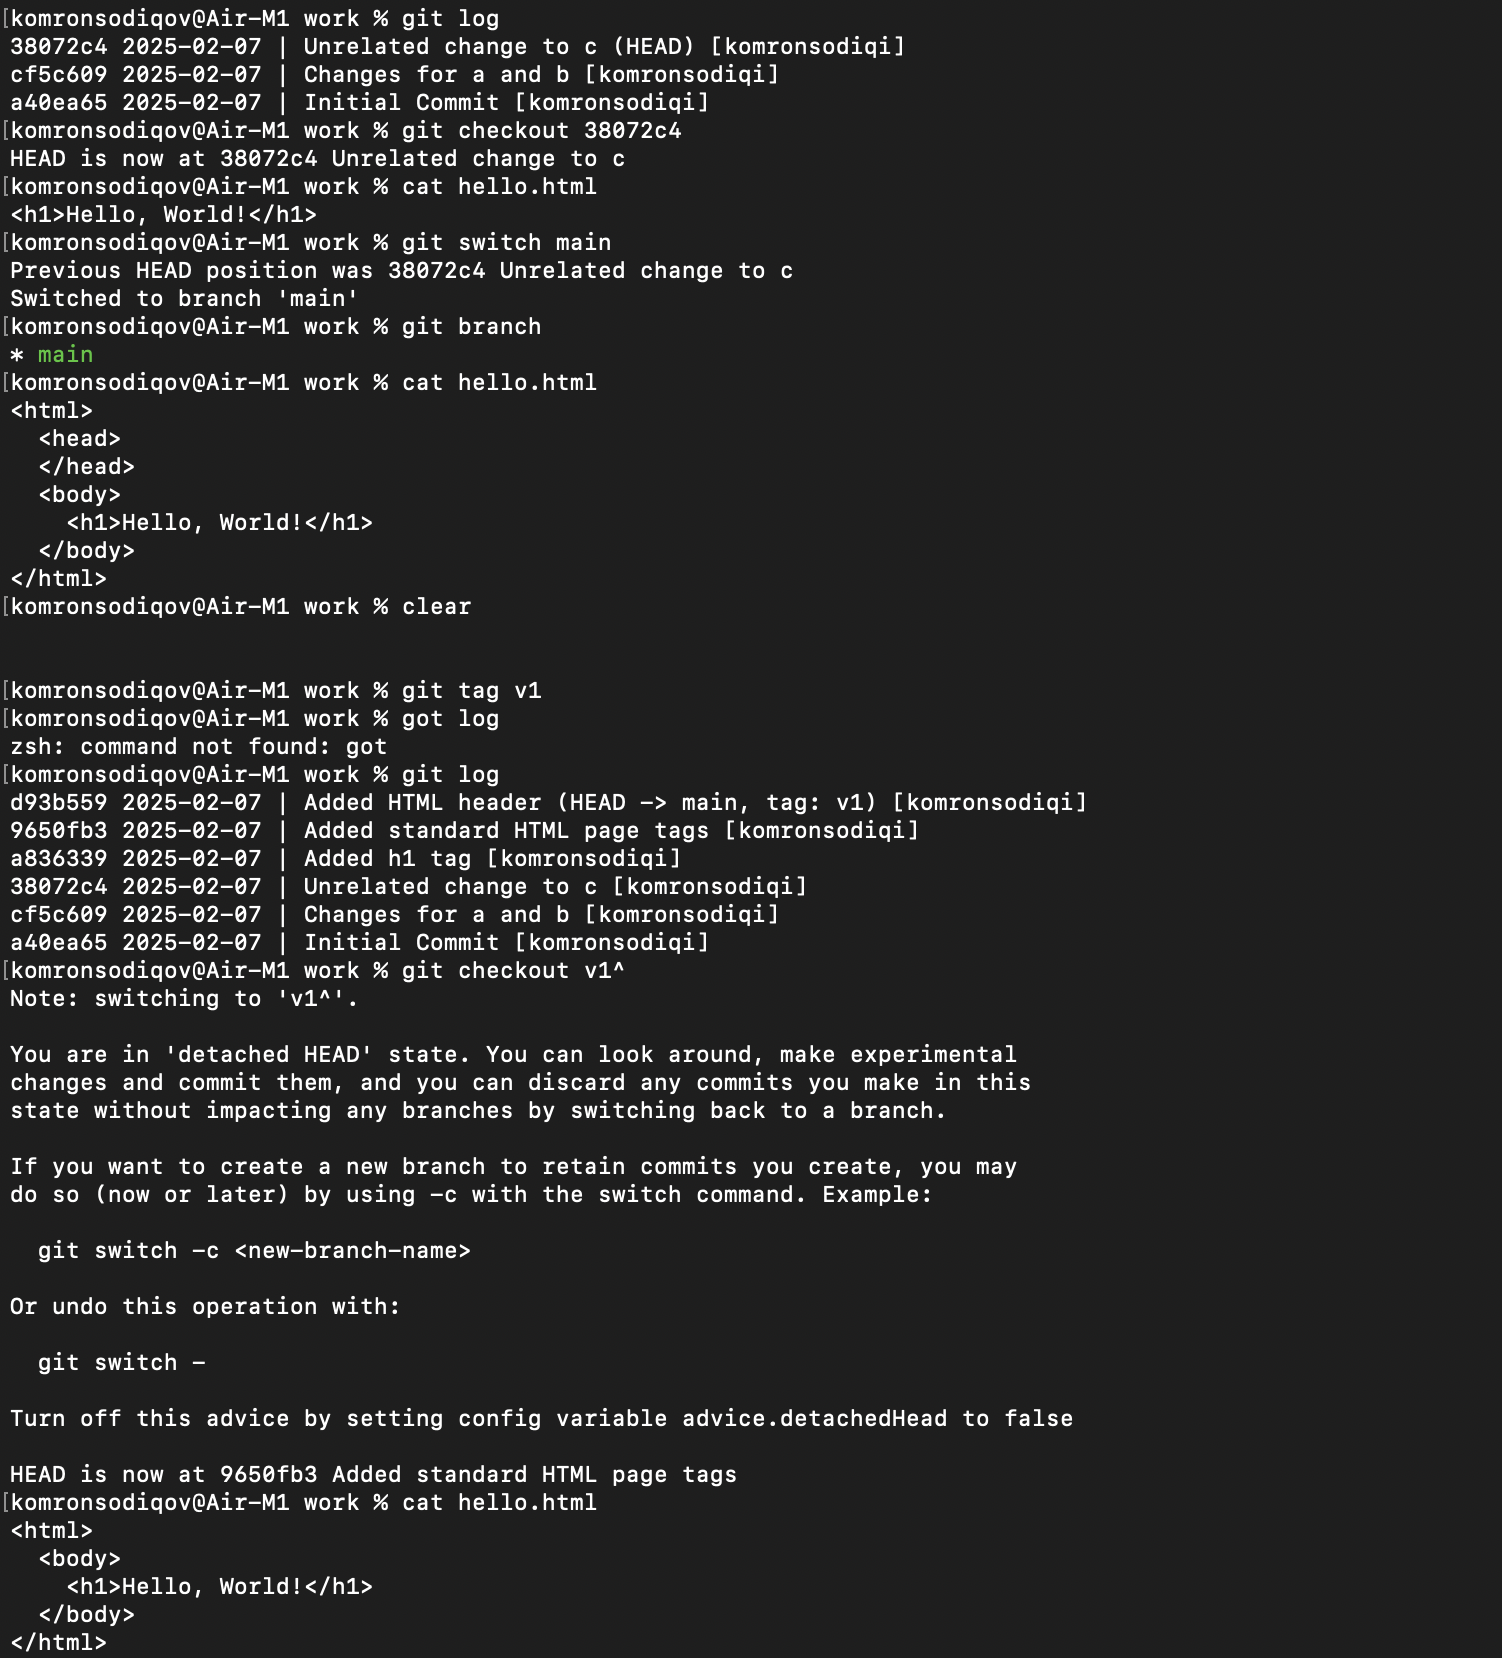 [komronsodiqov@Air-M1 work % git log
38072c4 2025-02-07 | Unrelated change to c (HEAD) [komronsodiqi]
cf5c609 2025-02-07 | Changes for a and b [komronsodiqi]
a40ea65 2025-02-07 | Initial Commit [komronsodiqi]
[komronsodiqov@Air-M1 work % git checkout 38072c4
HEAD is now at 38072c4 Unrelated change to c
[komronsodiqov@Air-M1 work % cat hello.html
<h1>Hello, World!</h1>
[komronsodiqov@Air-M1 work % git switch main
Previous HEAD position was 38072c4 Unrelated change to c
Switched to branch 'main'
[komronsodiqov@Air-M1 work % git branch
* main
[komronsodiqov@Air-M1 work % cat hello.html
<html>
  <head>
  </head>
  <body>
    <h1>Hello, World!</h1>
  </body>
</html>
[komronsodiqov@Air-M1 work % clear
[komronsodiqov@Air-M1 work % git tag v1
[komronsodiqov@Air-M1 work % got log
zsh: command not found: got
[komronsodiqov@Air-M1 work % git log
d93b559 2025-02-07 | Added HTML header (HEAD -> main, tag: v1) [komronsodiqi]
9650fb3 2025-02-07 | Added standard HTML page tags [komronsodiqi]
a836339 2025-02-07 | Added h1 tag [komronsodiqi]
38072c4 2025-02-07 | Unrelated change to c [komronsodiqi]
cf5c609 2025-02-07 | Changes for a and b [komronsodiqi]
a40ea65 2025-02-07 | Initial Commit [komronsodiqi]
[komronsodiqov@Air-M1 work % git checkout v1^
Note: switching to 'v1^'.

You are in 'detached HEAD' state. You can look around, make experimental
changes and commit them, and you can discard any commits you make in this
state without impacting any branches by switching back to a branch.

If you want to create a new branch to retain commits you create, you may
do so (now or later) by using -c with the switch command. Example:

  git switch -c <new-branch-name>

Or undo this operation with:

  git switch -

Turn off this advice by setting config variable advice.detachedHead to false

HEAD is now at 9650fb3 Added standard HTML page tags
[komronsodiqov@Air-M1 work % cat hello.html
<html>
  <body>
    <h1>Hello, World!</h1>
  </body>
</html>